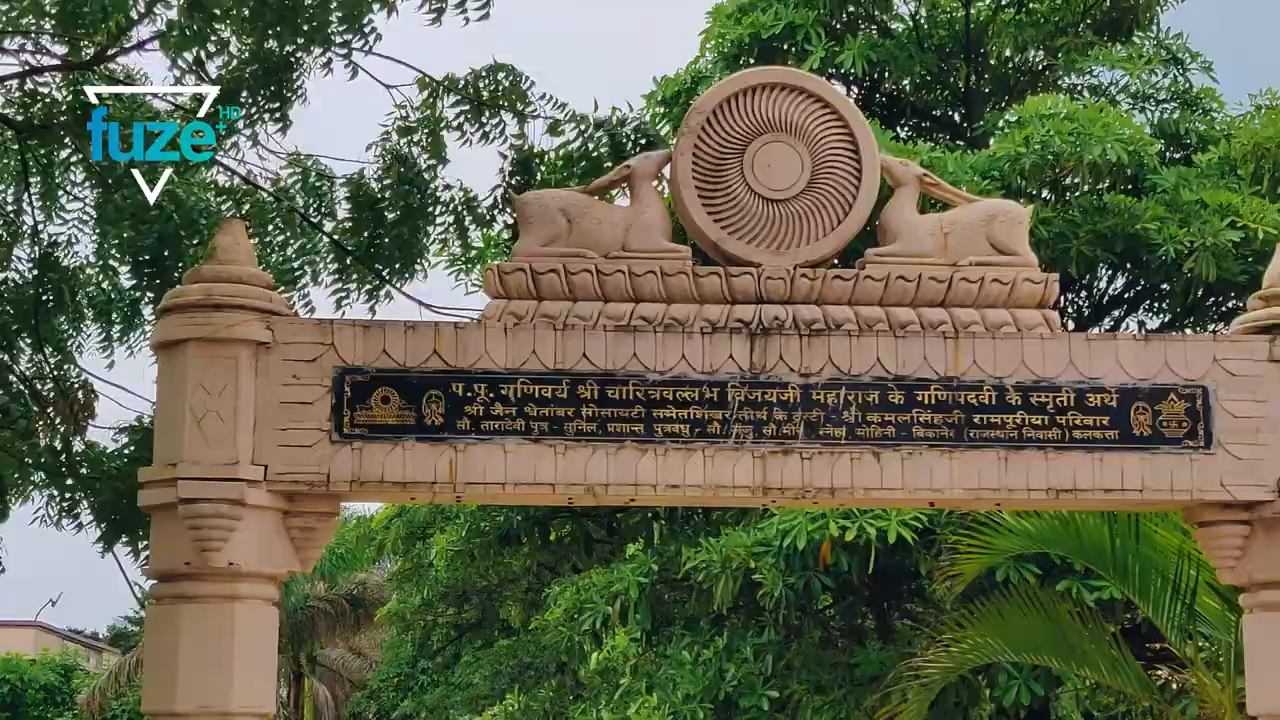 fuze+HD
प.पू. गणिवर्य श्री चारित्रवल्लभ विजयजी महाराज के गणिपदवी के स्मृती अर्थ
श्री जैन श्वेतांबर सोसायटी समेतशिखर तीर्थ के ट्रस्टी - श्री कमलसिंहजी रामपूरीया परिवार
सौ. तारादेवी पुत्र - सुनिल, प्रशान्त पुत्रवधु - सौ. स्नेहा मोहिनी - बिकानेर (राजस्थान निवासी) कलकत्ता